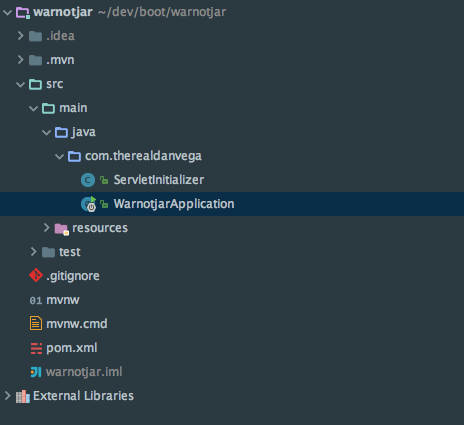 warnotjar ~/dev/boot/warnotjar
.idea
.mvn
src
main
java
com.therealdanvega
C ServletInitializer
C WarnotjarApplication
resources
test
.gitignore
01 mvnw
mvnw.cmd
pom.xml
warnotjar.iml
External Libraries